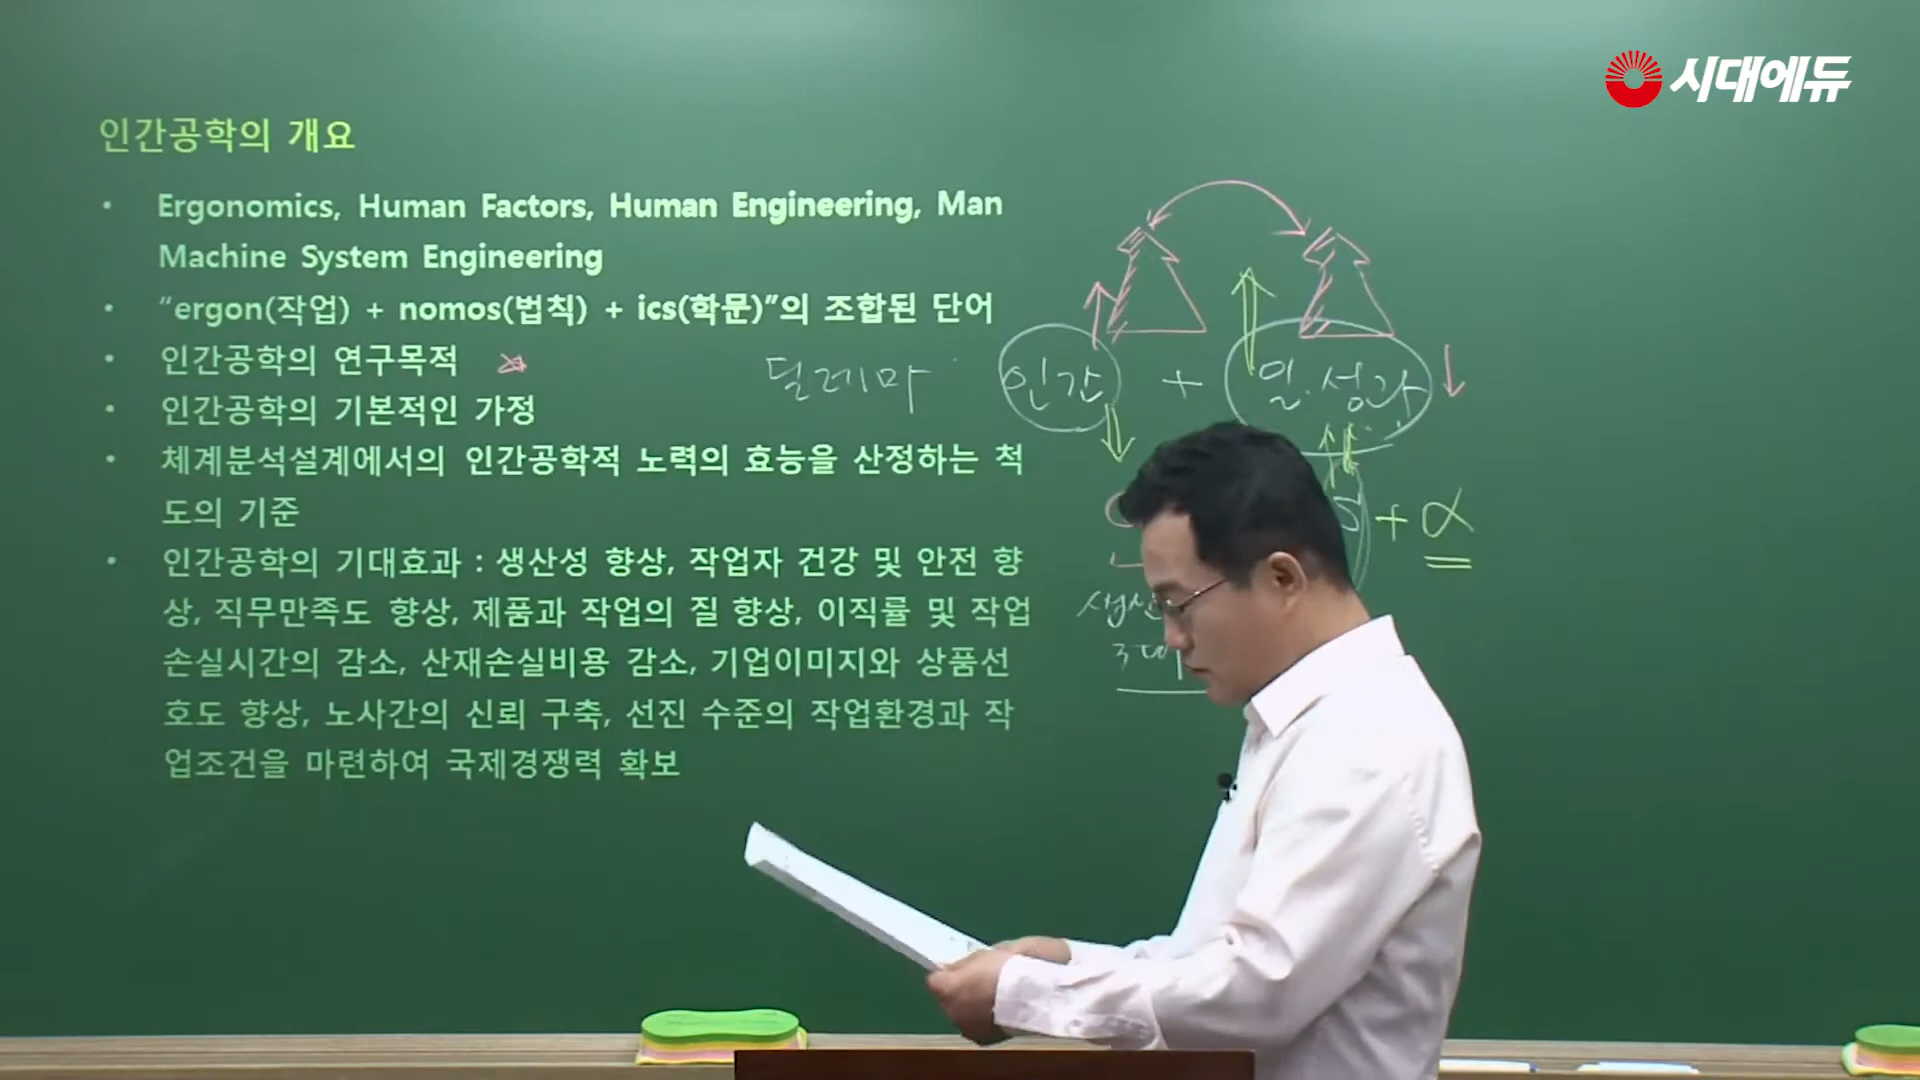 시대에듀
인간공학의 개요
• Ergonomics, Human Factors, Human Engineering, Man
Machine System Engineering
• “ergon(작업) + nomos(법칙) + ics(학문)”의 조합된 단어
• 인간공학의 연구목적
• 인간공학의 기본적인 가정
• 체계분석설계에서의 인간공학적 노력의 효능을 산정하는 척
도의 기준
• 인간공학의 기대효과 : 생산성 향상, 작업자 건강 및 안전 향
상, 직무만족도 향상, 제품과 작업의 질 향상, 이직률 및 작업
손실시간의 감소, 산재손실비용 감소, 기업이미지와 상품선
호도 향상, 노사간의 신뢰 구축, 선진 수준의 작업환경과 작
업조건을 마련하여 국제경쟁력 확보
딜레마
인간 + 일.성과
+ α
생산